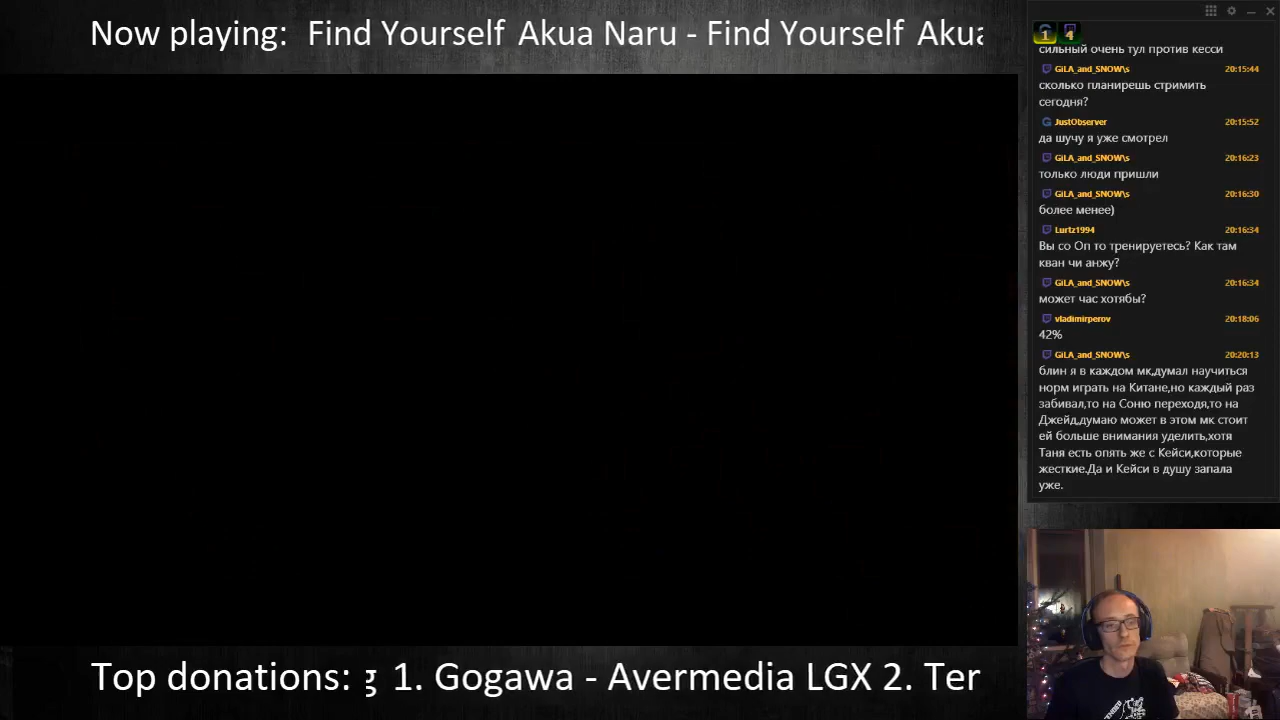 Now playing: Find Yourself Akua Naru - Find Yourself Akua
1 4
сильный очень тул против кесси
GiLA_and_SNOW\s 20:15:44
сколько планирешь стримить
сегодня?
JustObserver 20:15:52
да шучу я уже смотрел
GiLA_and_SNOW\s 20:16:23
только люди пришли
GiLA_and_SNOW\s 20:16:30
более менее)
Lurtz1994 20:16:34
Вы со Оп то тренируетесь? Как там
кван чи анжу?
GiLA_and_SNOW\s 20:16:34
может час хотябы?
vladimirperov 20:18:06
42%
GiLA_and_SNOW\s 20:20:13
блин я в каждом мк,думал научиться
норм играть на Китане,но каждый раз
забивал,то на Соню переходя,то на
Джейд,думаю может в этом мк стоит
ей больше внимания уделить,хотя
Таня есть опять же с Кейси,которые
жесткие.Да и Кейси в душу запала
уже.
Top donations: 1. Gogawa - Avermedia LGX 2. Ter